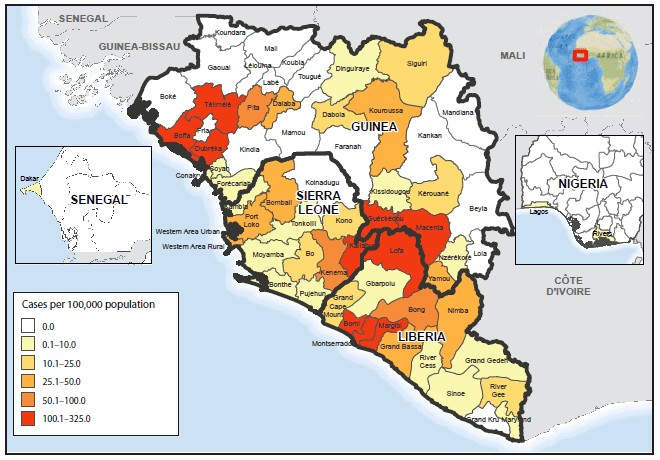 SENEGAL
GUINEA-BISSAU
MALI
AFRICA
Koundara
Mali
Gaoual
Lélouma
Koubia
Labé
Tougué
Dinguiraye
Siguiri
Boké
Télimélé
Pita
Dalaba
Dabola
Kouroussa
Mandiana
Boffa
Fria
Dubréka
Kindia
Mamou
Faranah
GUINEA
Kankan
Conakry
Coyah
Forécariah
Koinadugu
Kissidougou
Kérouané
Beyla
SIERRA
LEONE
Kambia
Bombali
Port
Loko
Tonkolili
Kono
Guéckédou
Macenta
Western Area Urban
Western Area Rural
Moyamba
Bo
Kenema
Kailahun
Lofa
Nzérékoré
Lola
Bonthe
Pujehun
Gbarpolu
Yamou
Grand
Cape
Mount
Bomi
Bong
Nimba
Margibi
Montserrado
LIBERIA
Grand Bassa
River
Cess
Grand Gedeh
Sinoe
River
Gee
Grand Kru
Maryland
CÔTE
D'IVOIRE
Dakar
SENEGAL
NIGERIA
Lagos
Rivers
Cases per 100,000 population
0.0
0.1–10.0
10.1–25.0
25.1–50.0
50.1–100.0
100.1–325.0